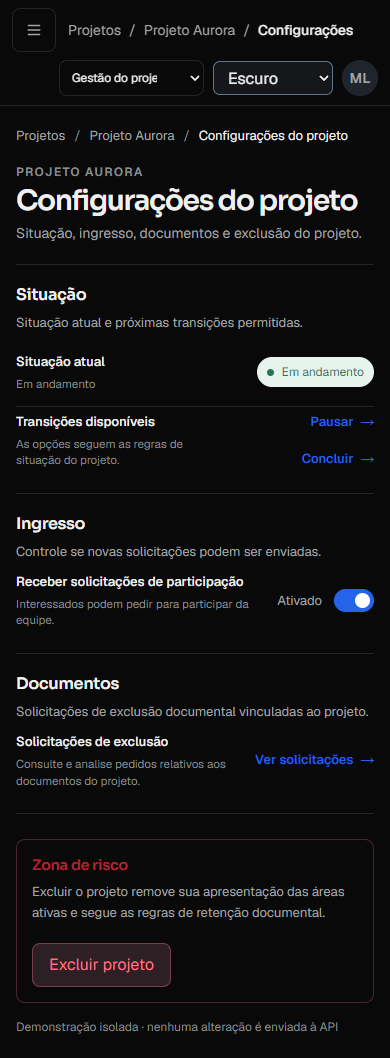 Projetos / Projeto Aurora / Configurações
Gestão do proje
Escuro
ML
Projetos / Projeto Aurora / Configurações do projeto
PROJETO AURORA
Configurações do projeto
Situação, ingresso, documentos e exclusão do projeto.
Situação
Situação atual e próximas transições permitidas.
Situação atual
Em andamento
Em andamento
Transições disponíveis
Pausar →
As opções seguem as regras de
situação do projeto.
Concluir →
Ingresso
Controle se novas solicitações podem ser enviadas.
Receber solicitações de participação
Interessados podem pedir para participar da
equipe.
Ativado
Documentos
Solicitações de exclusão documental vinculadas ao projeto.
Solicitações de exclusão
Consulte e analise pedidos relativos aos
documentos do projeto.
Ver solicitações →
Zona de risco
Excluir o projeto remove sua apresentação das áreas
ativas e segue as regras de retenção documental.
Excluir projeto
Demonstração isolada · nenhuma alteração é enviada à API